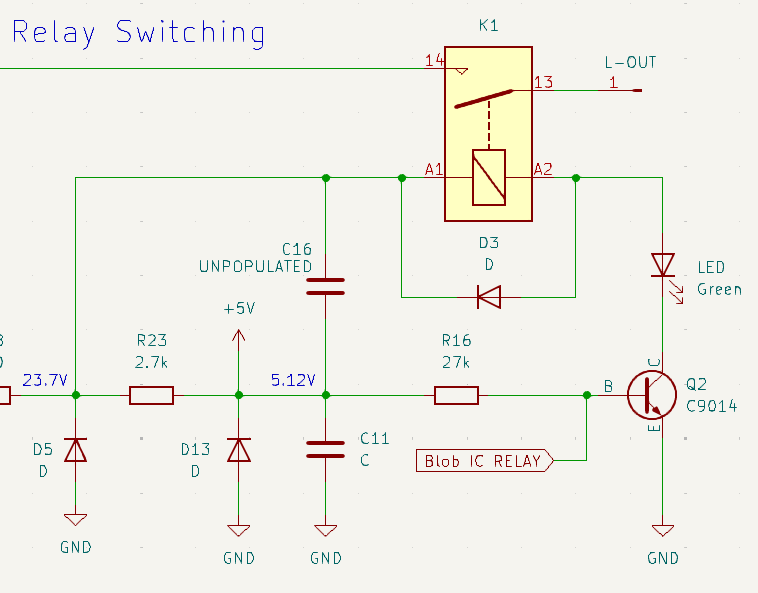 Relay Switching
K1
14
L-OUT
13
1
A1
A2
C16
UNPOPULATED
D3
D
LED
Green
+5V
R23
2.7k
R16
27k
23.7V
5.12V
B
C
E
Q2
C9014
D5
D
D13
D
C11
C
Blob IC RELAY
GND
GND
GND
GND